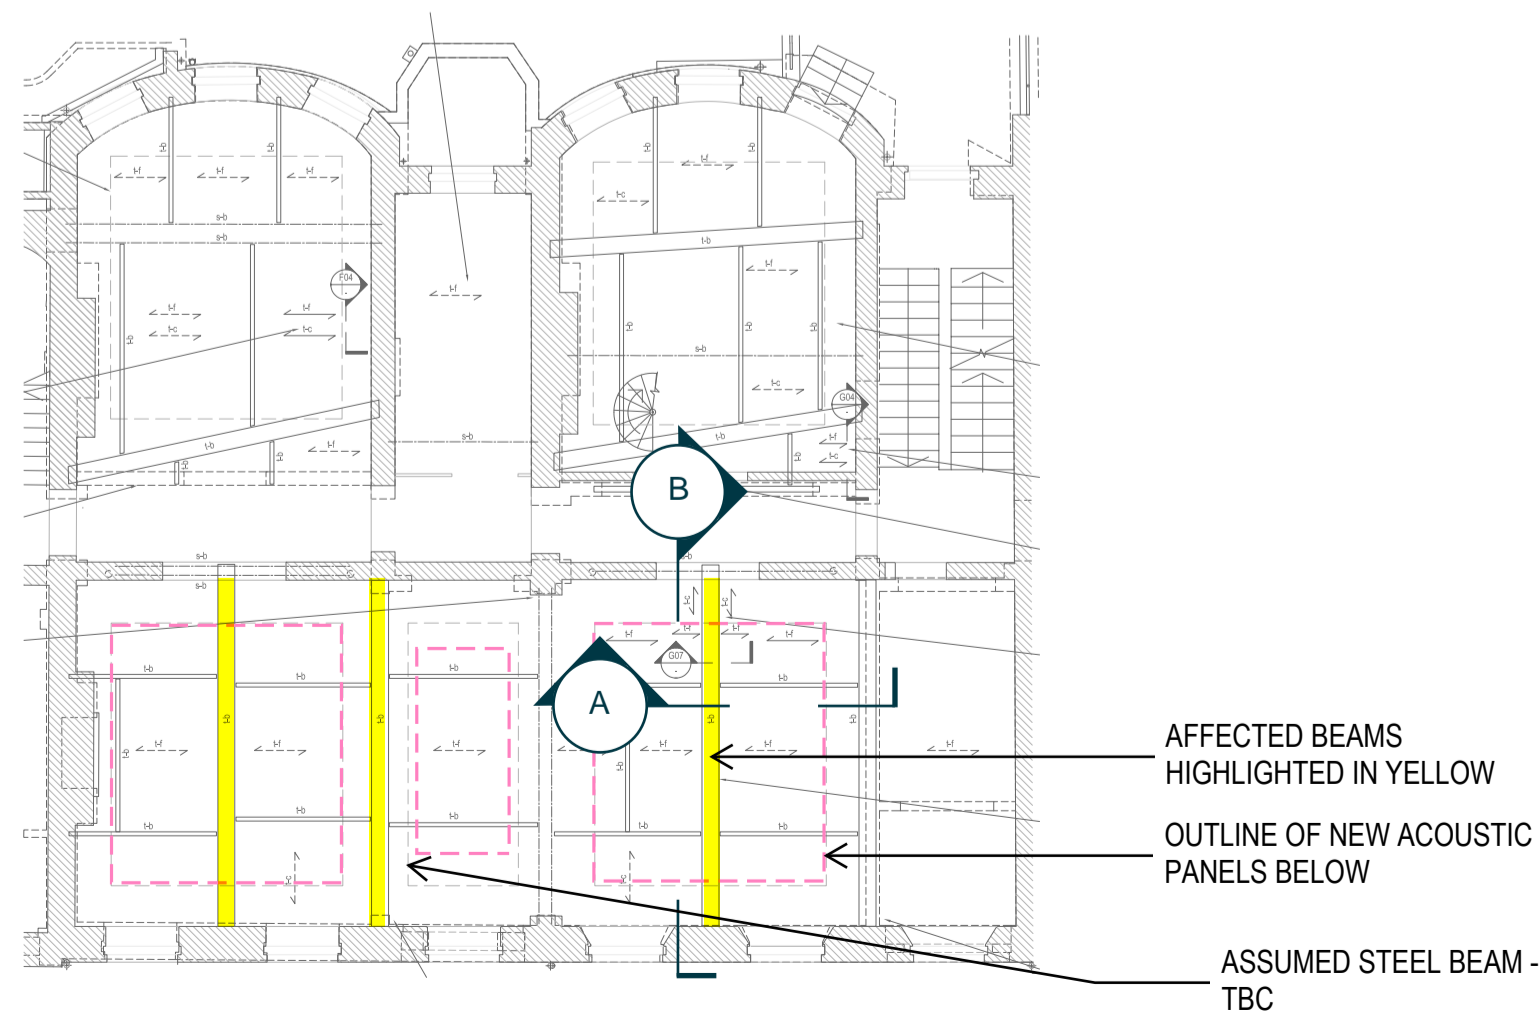 t-b
t-b
t-b
t-b
t-f
t-f
t-f
t-f
t-c
s-b
s-b
t-b
s-b
F04
-
t-f
t-f
t-f
t-f
t-c
t-c
t-b
t-b
t-b
t-b
s-b
t-c
G04
-
t-b
t-f
s-b
t-b
t-f
t-b
t-b
t-c
B
s-b
s-b
s-b
t-c
t-c
t-f
t-f
t-f
t-f
G07
-
t-b
t-b
t-b
t-b
A
t-b
t-b
t-b
t-b
t-f
t-f
t-f
t-f
t-f
t-f
t-b
t-b
AFFECTED BEAMS
HIGHLIGHTED IN YELLOW
t-b
t-b
t-b
t-b
t-b
OUTLINE OF NEW ACOUSTIC
PANELS BELOW
t-c
t-c
ASSUMED STEEL BEAM -
TBC